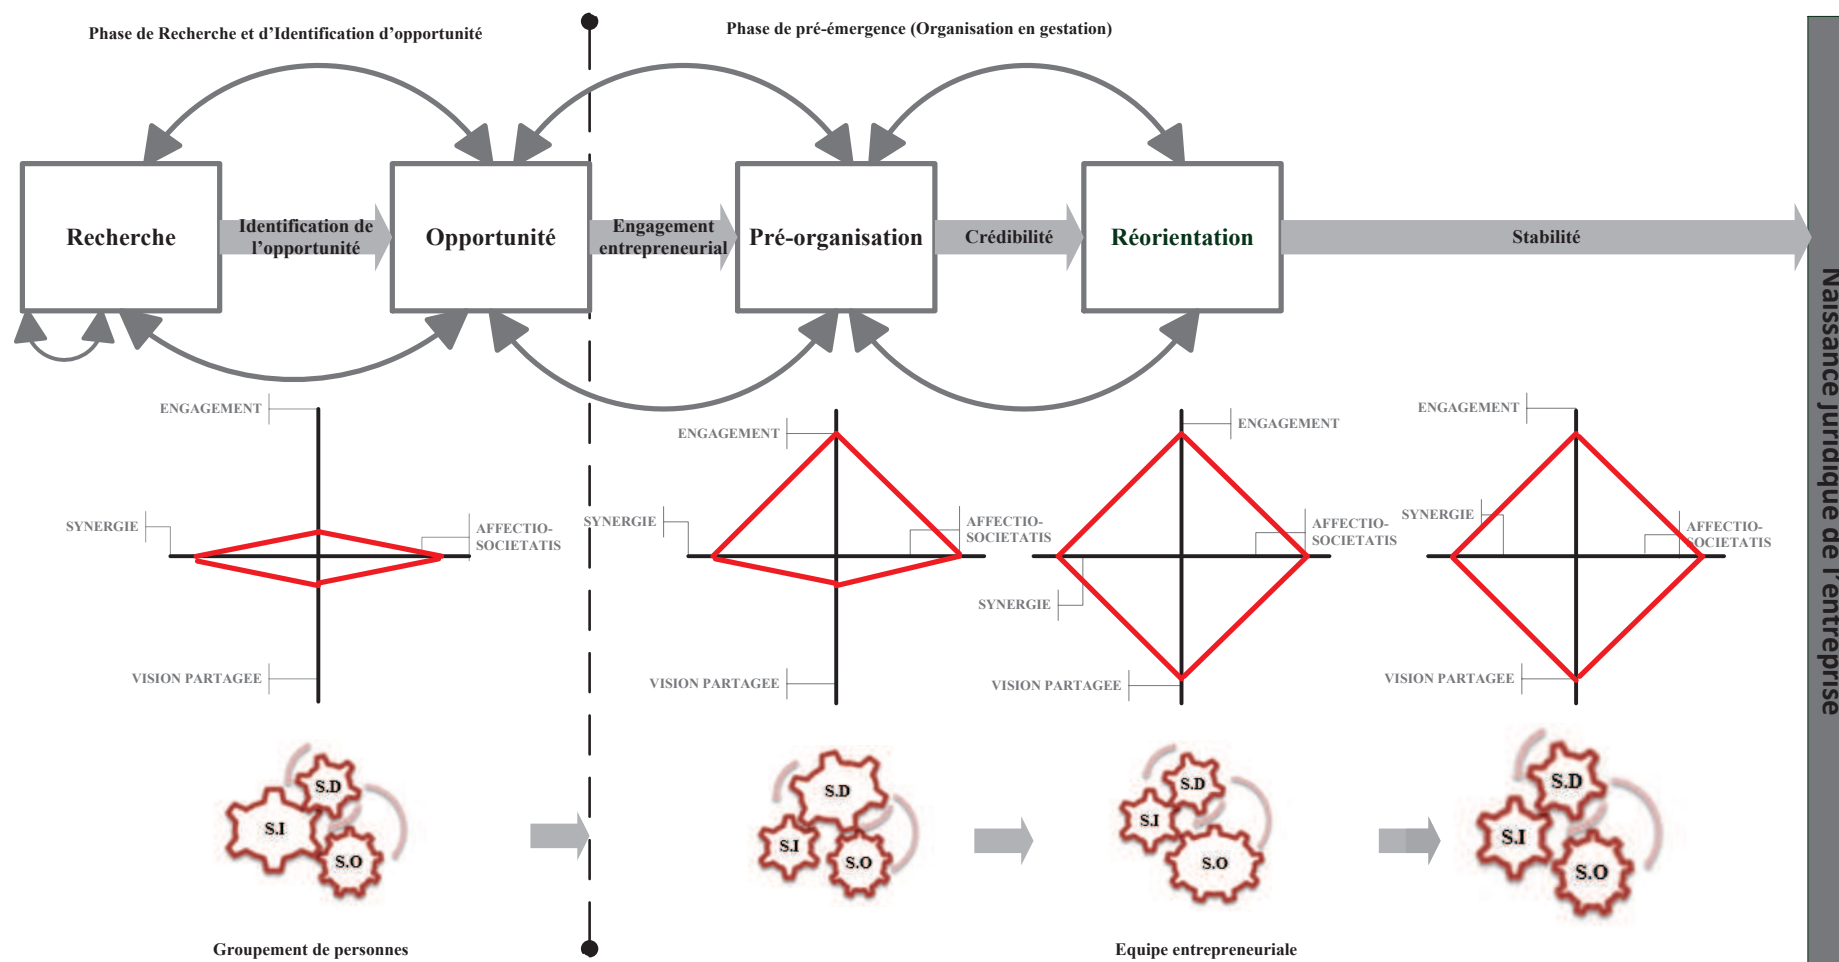 Phase de Recherche et d’Identification d’opportunité
Phase de pré-émergence (Organisation en gestation)
Recherche
Identification de
l’opportunité
Opportunité
Engagement
entrepreneurial
Pré-organisation
Crédibilité
Réorientation
Stabilité
Naissance juridique de l’entreprise
ENGAGEMENT
SYNERGIE
AFFECTIO-
SOCIETATIS
VISION PARTAGEE
ENGAGEMENT
SYNERGIE
AFFECTIO-
SOCIETATIS
VISION PARTAGEE
ENGAGEMENT
AFFECTIO-
SOCIETATIS
SYNERGIE
VISION PARTAGEE
ENGAGEMENT
SYNERGIE
AFFECTIO-
SOCIETATIS
VISION PARTAGEE
S.D
S.I
S.O
S.D
S.I
S.O
S.D
S.I
S.O
S.D
S.I
S.O
Groupement de personnes
Equipe entrepreneuriale